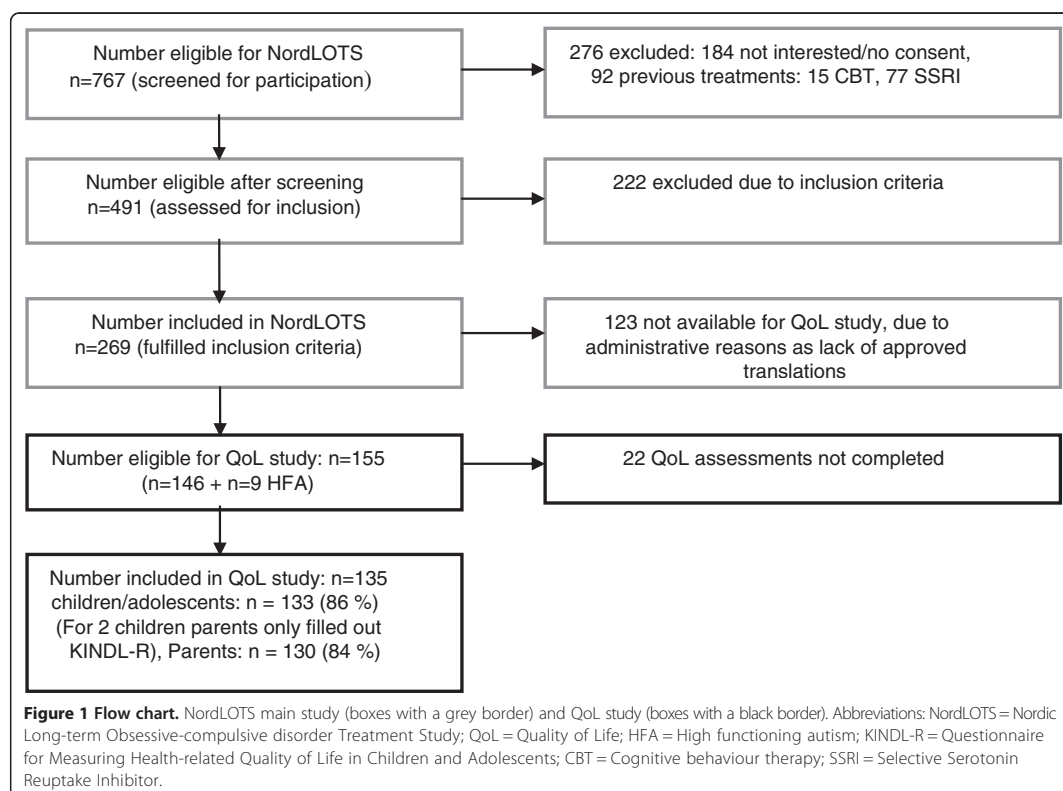 Number eligible for NordLOTS
n=767 (screened for participation)
276 excluded: 184 not interested/no consent,
92 previous treatments: 15 CBT, 77 SSRI
Number eligible after screening
n=491 (assessed for inclusion)
222 excluded due to inclusion criteria
Number included in NordLOTS
n=269 (fulfilled inclusion criteria)
123 not available for QoL study, due to
administrative reasons as lack of approved
translations
Number eligible for QoL study: n=155
(n=146 + n=9 HFA)
22 QoL assessments not completed
Number included in QoL study: n=135
children/adolescents: n = 133 (86 %)
(For 2 children parents only filled out
KINDL-R), Parents: n = 130 (84 %)
Figure 1 Flow chart. NordLOTS main study (boxes with a grey border) and QoL study (boxes with a black border). Abbreviations: NordLOTS = Nordic
Long-term Obsessive-compulsive disorder Treatment Study; QoL = Quality of Life; HFA = High functioning autism; KINDL-R = Questionnaire
for Measuring Health-related Quality of Life in Children and Adolescents; CBT = Cognitive behaviour therapy; SSRI = Selective Serotonin
Reuptake Inhibitor.